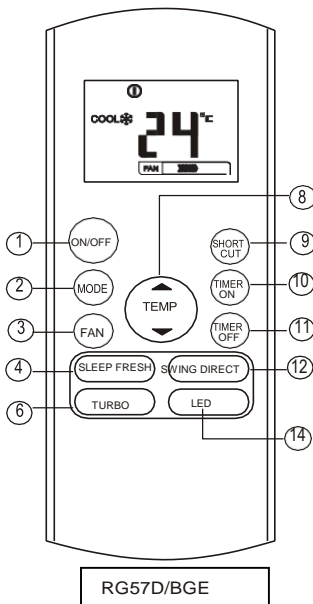 COOL
24°C
FAN
8
1
ON/OFF
SHORT
CUT
9
2
MODE
TEMP
TIMER
ON
10
3
FAN
TIMER
OFF
11
4
SLEEP FRESH
SWING DIRECT
12
6
TURBO
LED
14
RG57D/BGE